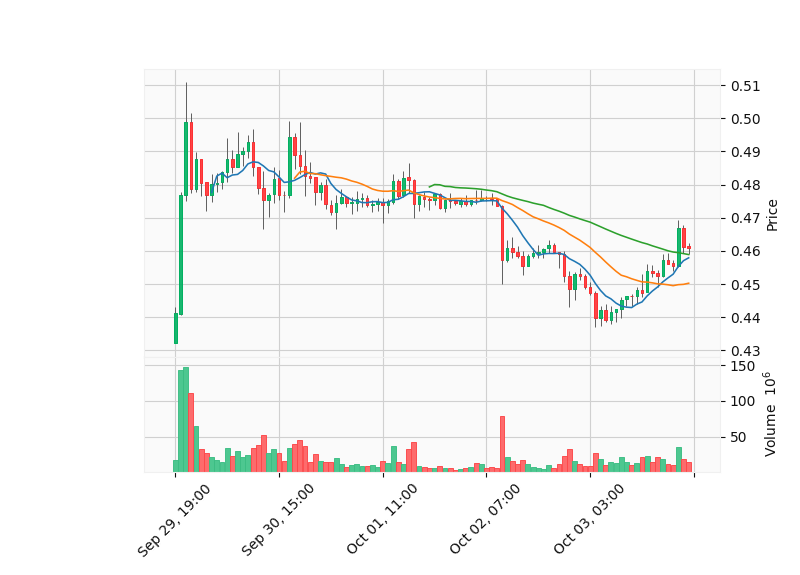 0.51
0.50
0.49
0.48
0.47
0.46
0.45
0.44
0.43
Price
150
100
50
Volume 10^6
Sep 29, 19:00
Sep 30, 15:00
Oct 01, 11:00
Oct 02, 07:00
Oct 03, 03:00